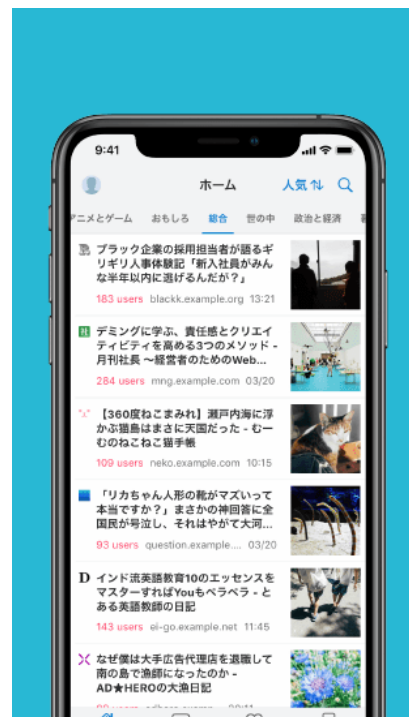 9:41
ホーム
人気
ニメとゲーム おもしろ 総合 世の中 政治と経済
ブラック企業の採用担当者が語るギ
リギリ人事体験記「新入社員がみん
な半年以内に逃げるんだが？」
183 users blackk.example.org 13:21
デミングに学ぶ、責任感とクリエイ
ティビティを高める3つのメソッド -
月刊社長 〜経営者のためのWeb...
284 users mng.example.com 03/20
【360度ねこまみれ】瀬戸内海に浮
かぶ猫島はまさに天国だった - むー
むのねこねこ猫手帳
109 users neko.example.com 10:15
「リカちゃん人形の靴がマズいって
本当ですか？」まさかの神回答に全
国民が号泣し、それはやがて大河...
93 users question.example.... 03/20
D インド流英語教育10のエッセンスを
マスターすればYouもペラペラ - と
ある英語教師の日記
143 users ei-go.example.net 11:45
なぜ僕は大手広告代理店を退職して
南の島で漁師になったのか -
AD★HEROの大漁日記